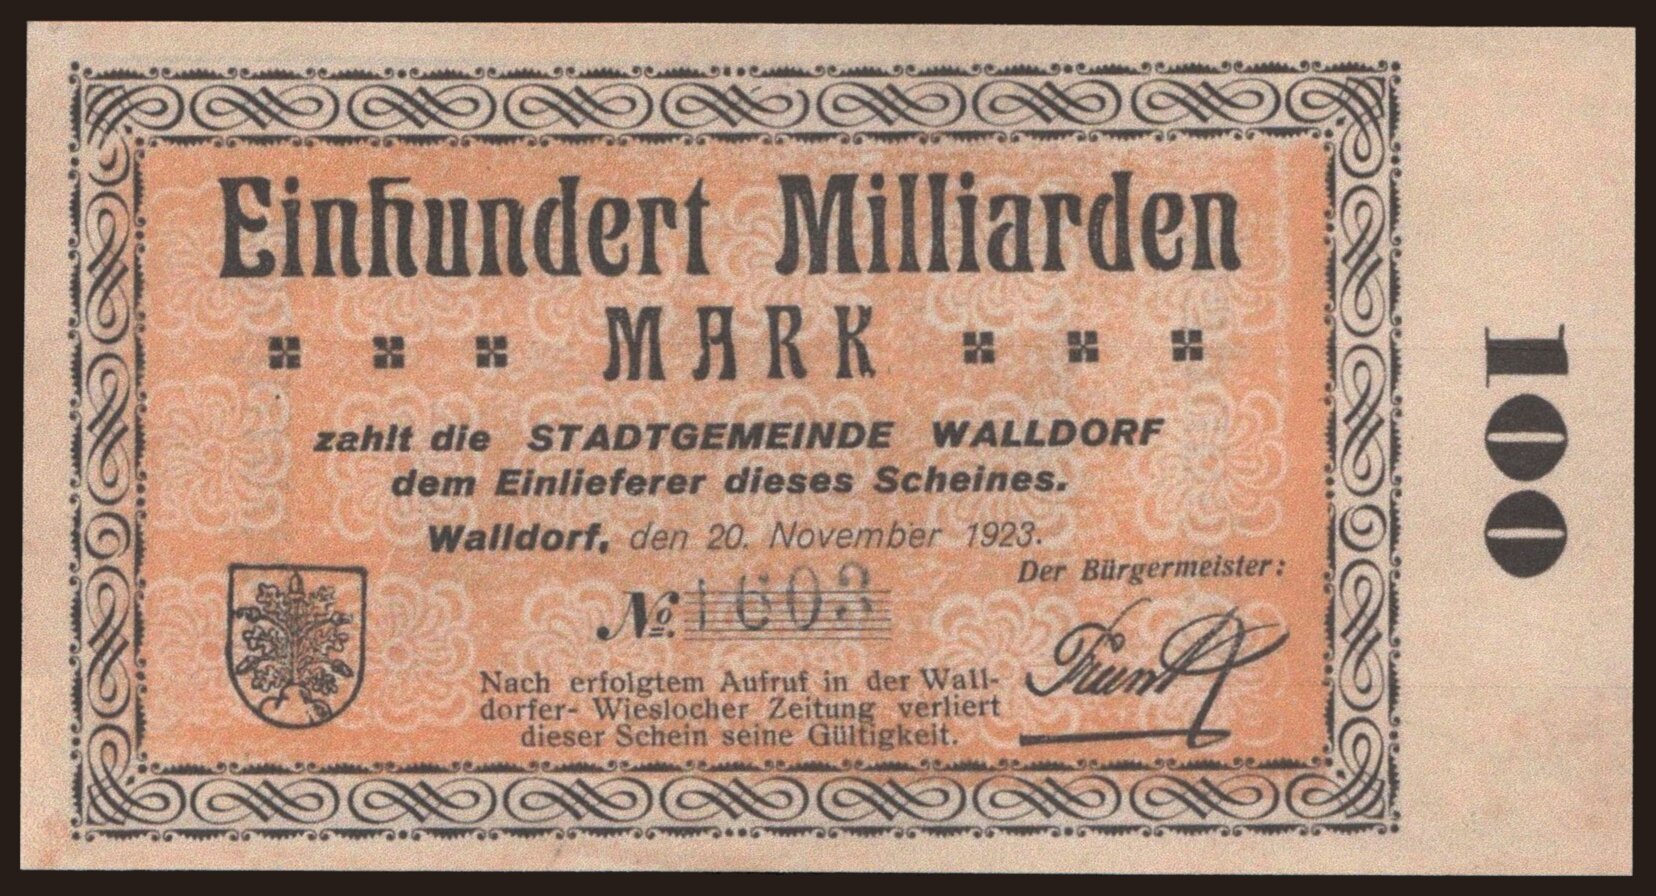 Einhundert Milliarden
MARK
zahlt die STADTGEMEINDE WALLDORF
dem Einlieferer dieses Scheines.
Walldorf, den 20. November 1923.
Der Bürgermeister:
No. 1603
Nach erfolgtem Aufruf in der Wall-
dorfer- Wieslocher Zeitung verliert
dieser Schein seine Gültigkeit.
100